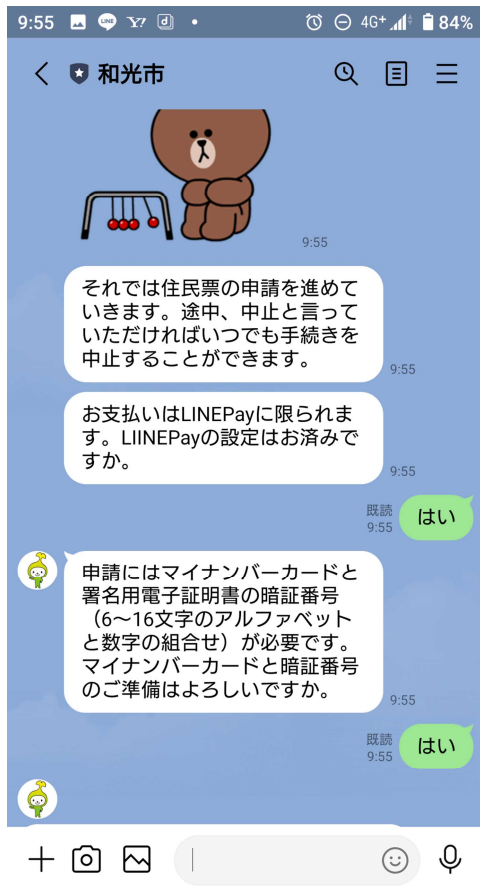 9:55 LINE Y? d 4G+ 84%
和光市
9:55
それでは住民票の申請を進めて
いきます。途中、中止と言って
いただければいつでも手続きを
中止することができます。
9:55
お支払いはLINEPayに限られま
す。LIINEPayの設定はお済みで
すか。
9:55
既読
9:55
はい
申請にはマイナンバーカードと
署名用電子証明書の暗証番号
（6〜16文字のアルファベット
と数字の組合せ）が必要です。
マイナンバーカードと暗証番号
のご準備はよろしいですか。
9:55
既読
9:55
はい